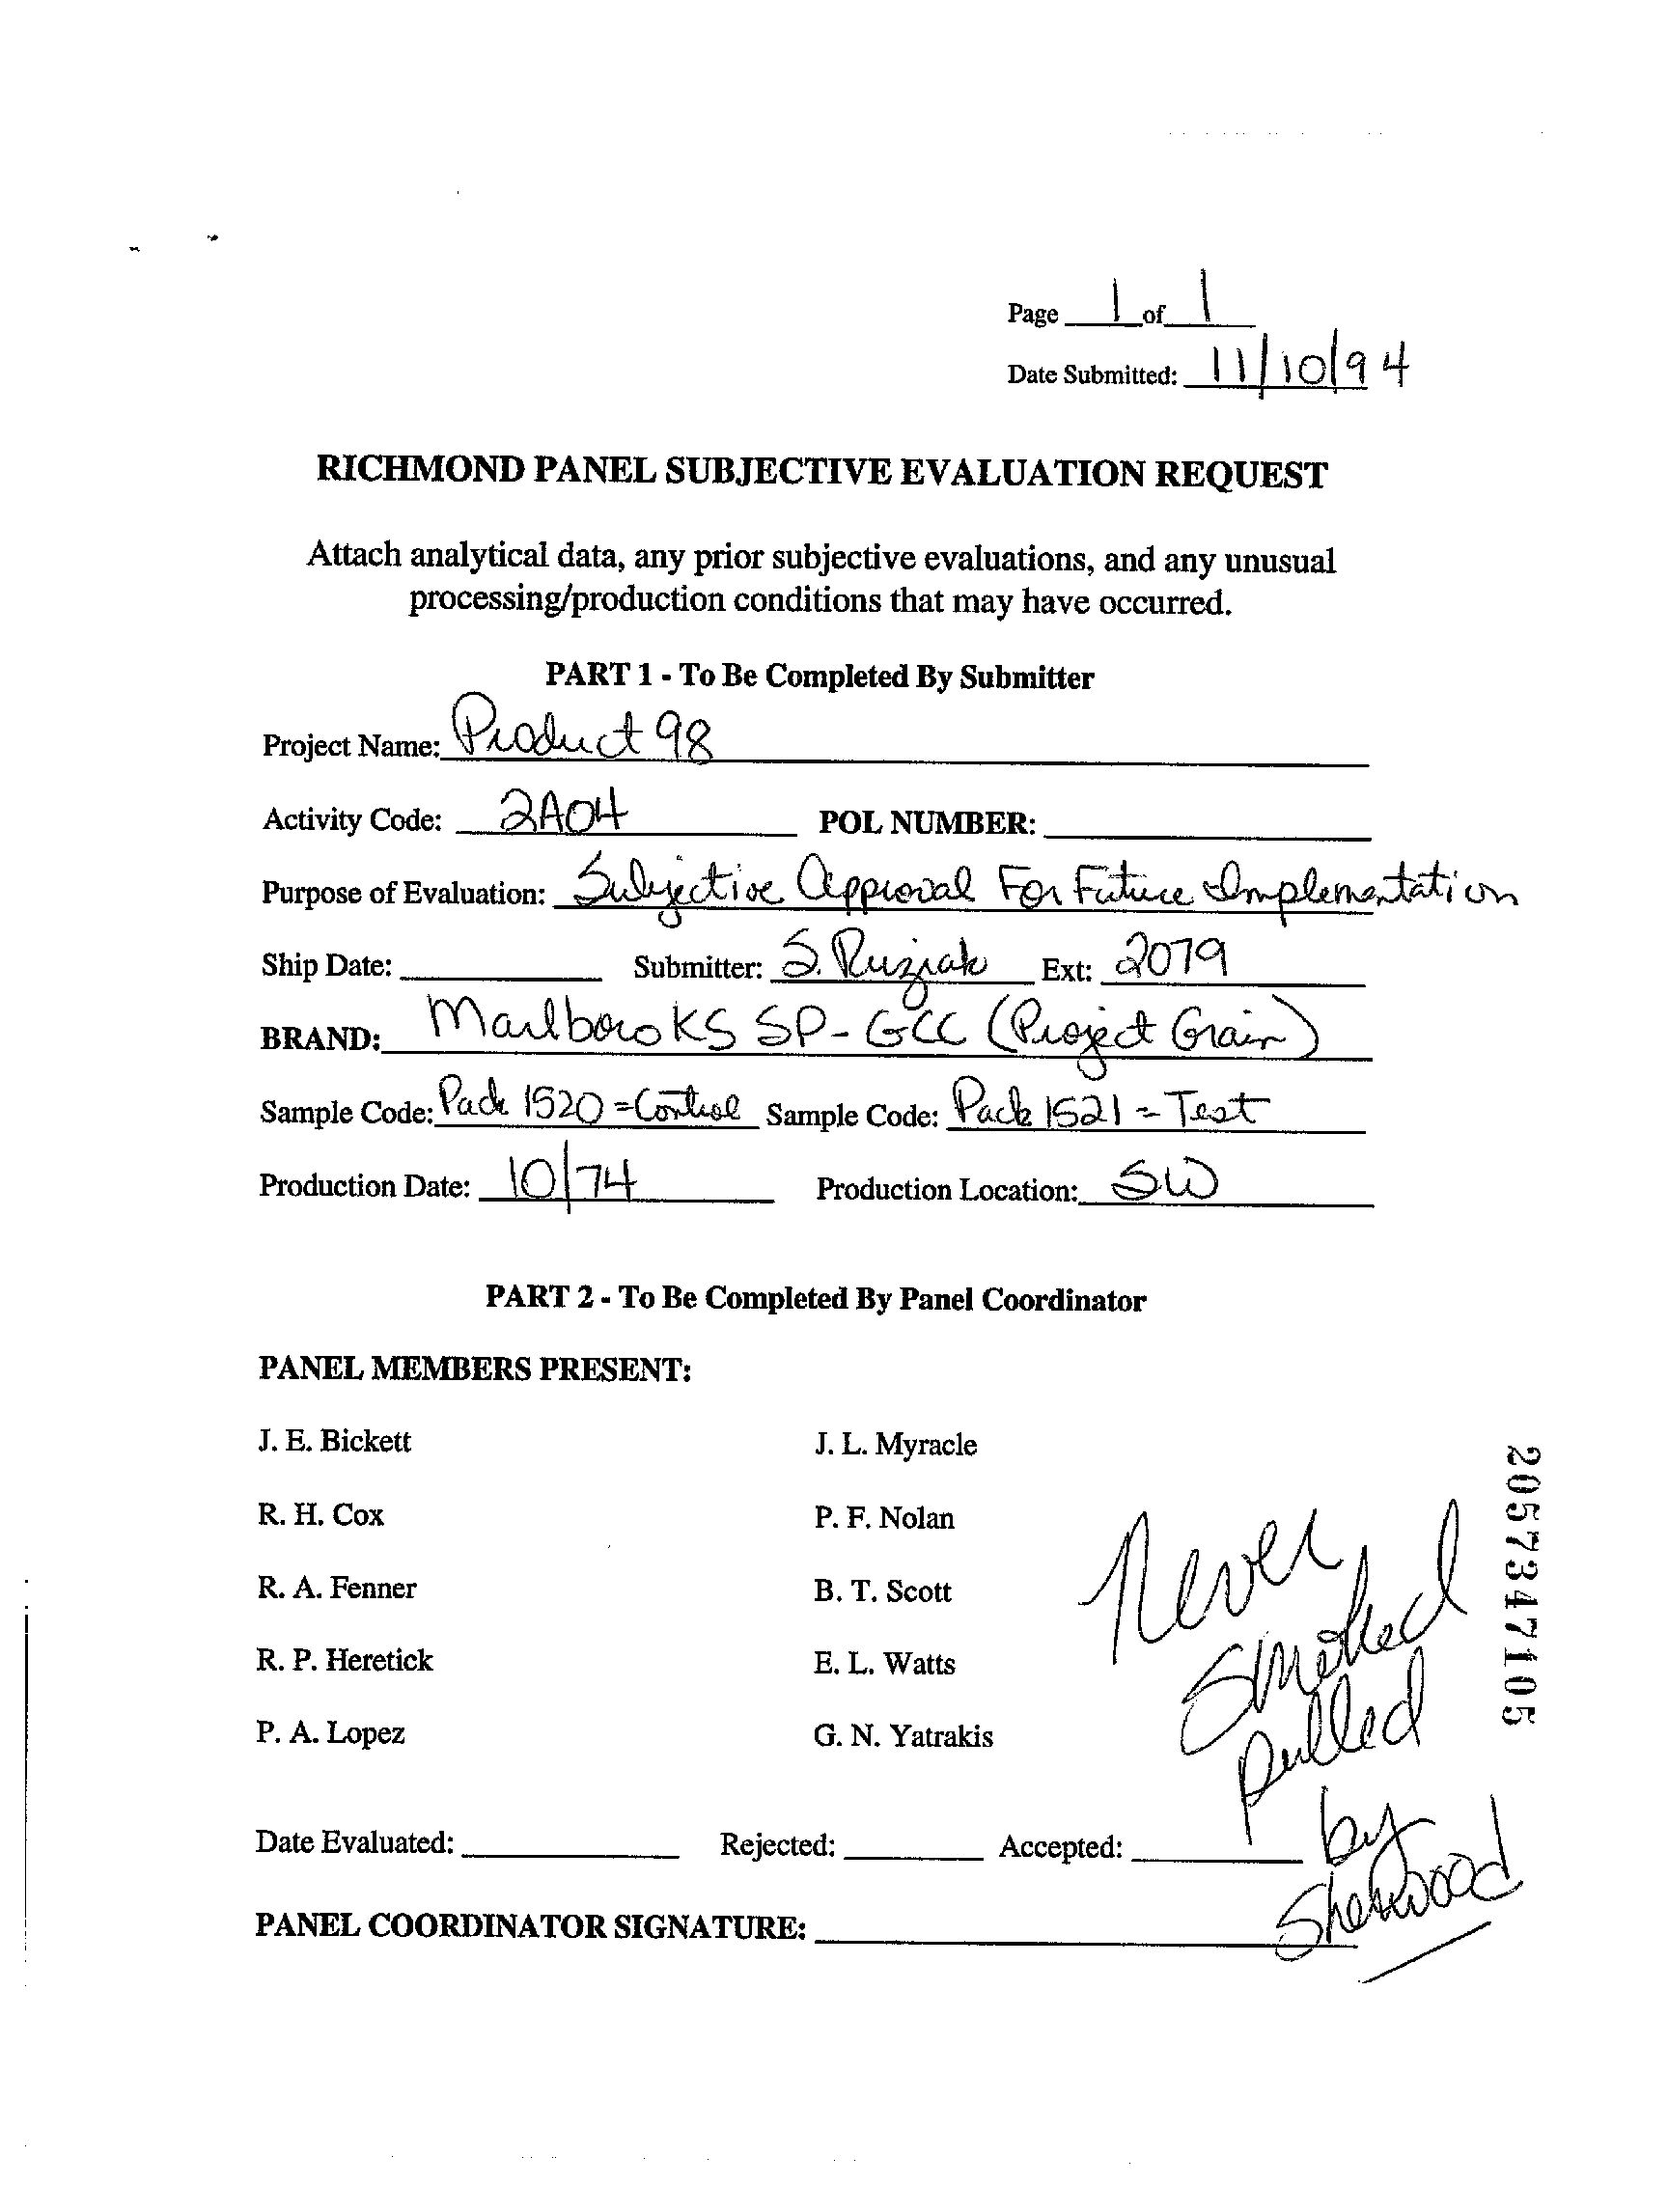 Page 1 of 1
Date Submitted: 11/10/94
RICHMOND PANEL SUBJECTIVE EVALUATION REQUEST
Attach analytical data, any prior subjective evaluations, and any unusual
processing/production conditions that may have occurred.
PART 1 - To Be Completed By Submitter
Project Name: Product 98
Activity Code: 2A04 POL NUMBER:
Purpose of Evaluation: Subjective Approval For Future Implementation
Ship Date: Submitter: S. Ruziak Ext: 2079
BRAND: Marlboro KS SP-GCC (Project Grain)
Sample Code: Pack 1520 = Control Sample Code: Pack 1521 = Test
Production Date: 10/74 Production Location: SW
PART 2 - To Be Completed By Panel Coordinator
PANEL MEMBERS PRESENT:
J. E. Bickett J. L. Myracle
R. H. Cox P. F. Nolan
R. A. Fenner B. T. Scott
R. P. Heretick E. L. Watts
P. A. Lopez G. N. Yatrakis
Never
Smoked
pulled
by
Sherwood
Date Evaluated: Rejected: Accepted:
PANEL COORDINATOR SIGNATURE:
2057347105